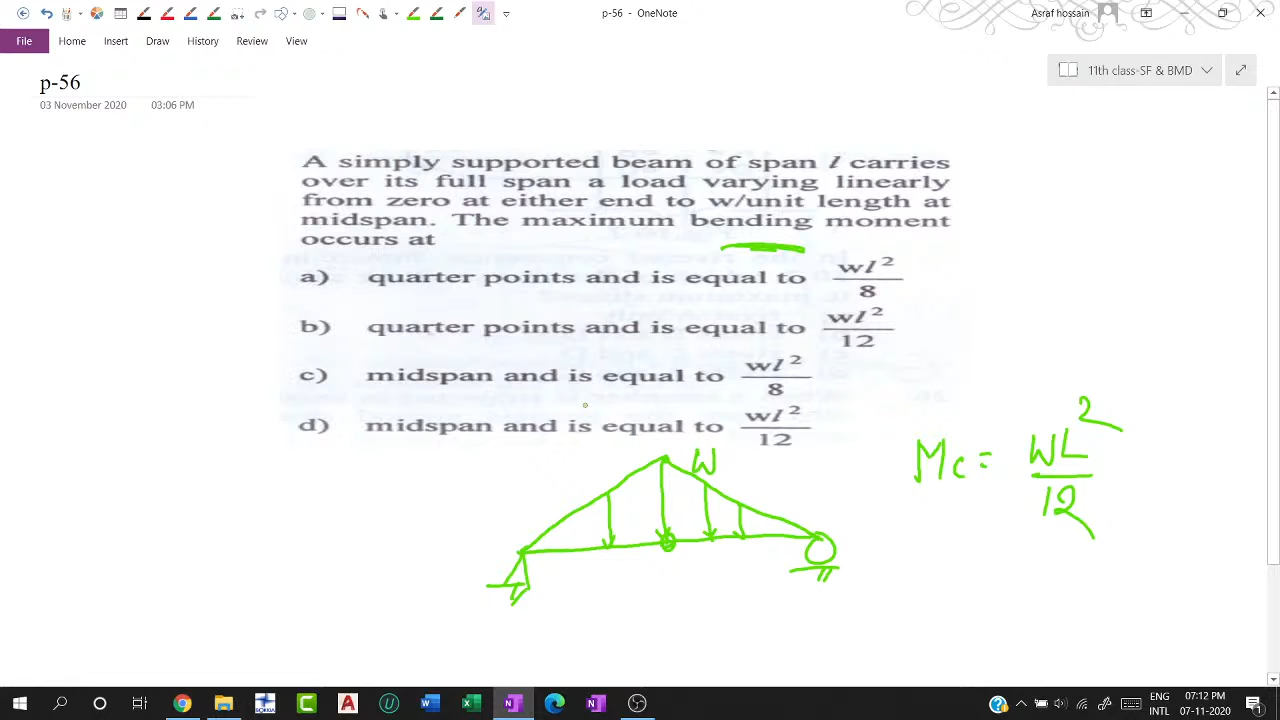 p-56 - OneNote
Asraf hossain
File Home Insert Draw History Review View
p-56
03 November 2020 03:06 PM
11th class-SF & BMD
A simply supported beam of span l carries
over its full span a load varying linearly
from zero at either end to w/unit length at
midspan. The maximum bending moment
occurs at
a) quarter points and is equal to wl²/8
b) quarter points and is equal to wl²/12
c) midspan and is equal to wl²/8
d) midspan and is equal to wl²/12
W
Mc = WL²/12
ENG
INTL
07:12 PM
07-11-2020